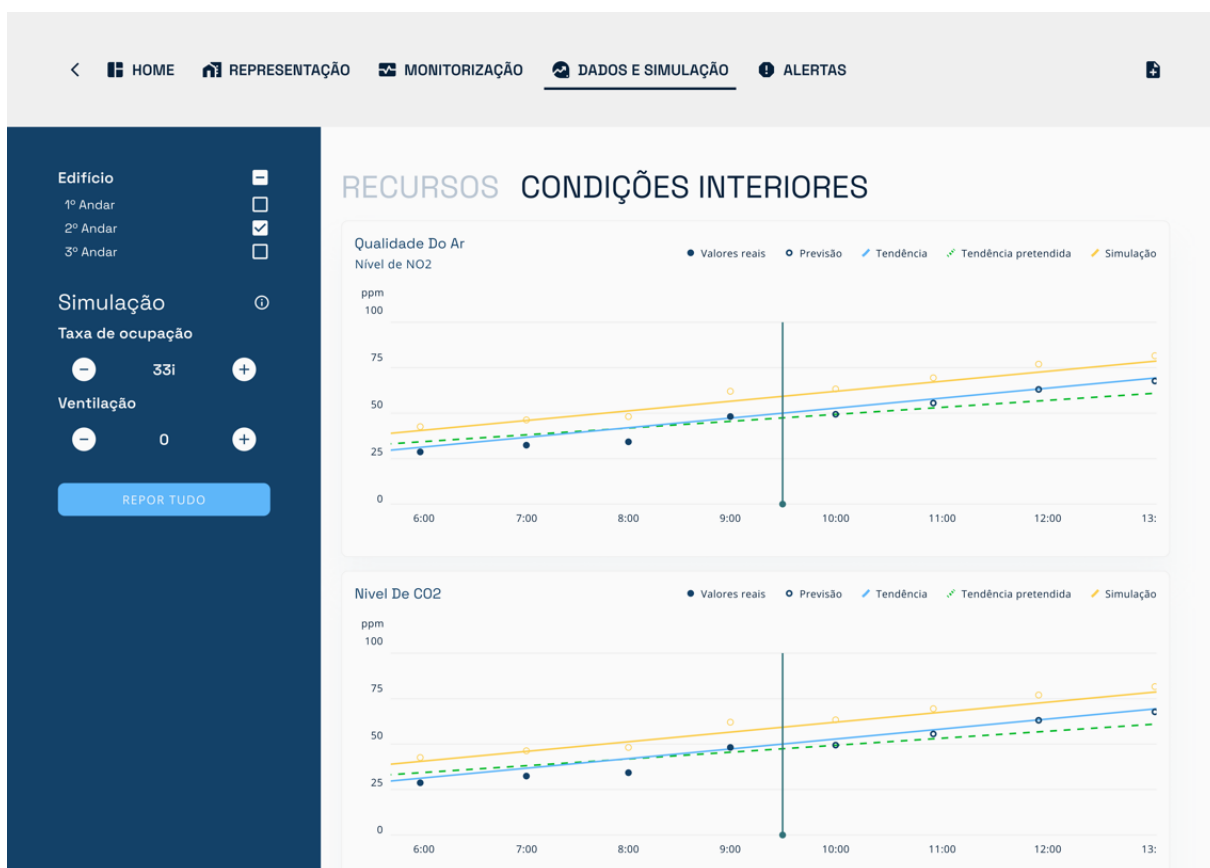 HOME REPRESENTAÇÃO MONITORIZAÇÃO DADOS E SIMULAÇÃO ALERTAS
Edifício
1º Andar
2º Andar
3º Andar
Simulação
Taxa de ocupação
33i
Ventilação
0
REPOR TUDO
RECURSOS CONDIÇÕES INTERIORES
Qualidade Do Ar
Nível de NO2
Valores reais Previsão Tendência Tendência pretendida Simulação
ppm
100
75
50
25
0
6:00 7:00 8:00 9:00 10:00 11:00 12:00 13:
Nivel De CO2
Valores reais Previsão Tendência Tendência pretendida Simulação
ppm
100
75
50
25
0
6:00 7:00 8:00 9:00 10:00 11:00 12:00 13: